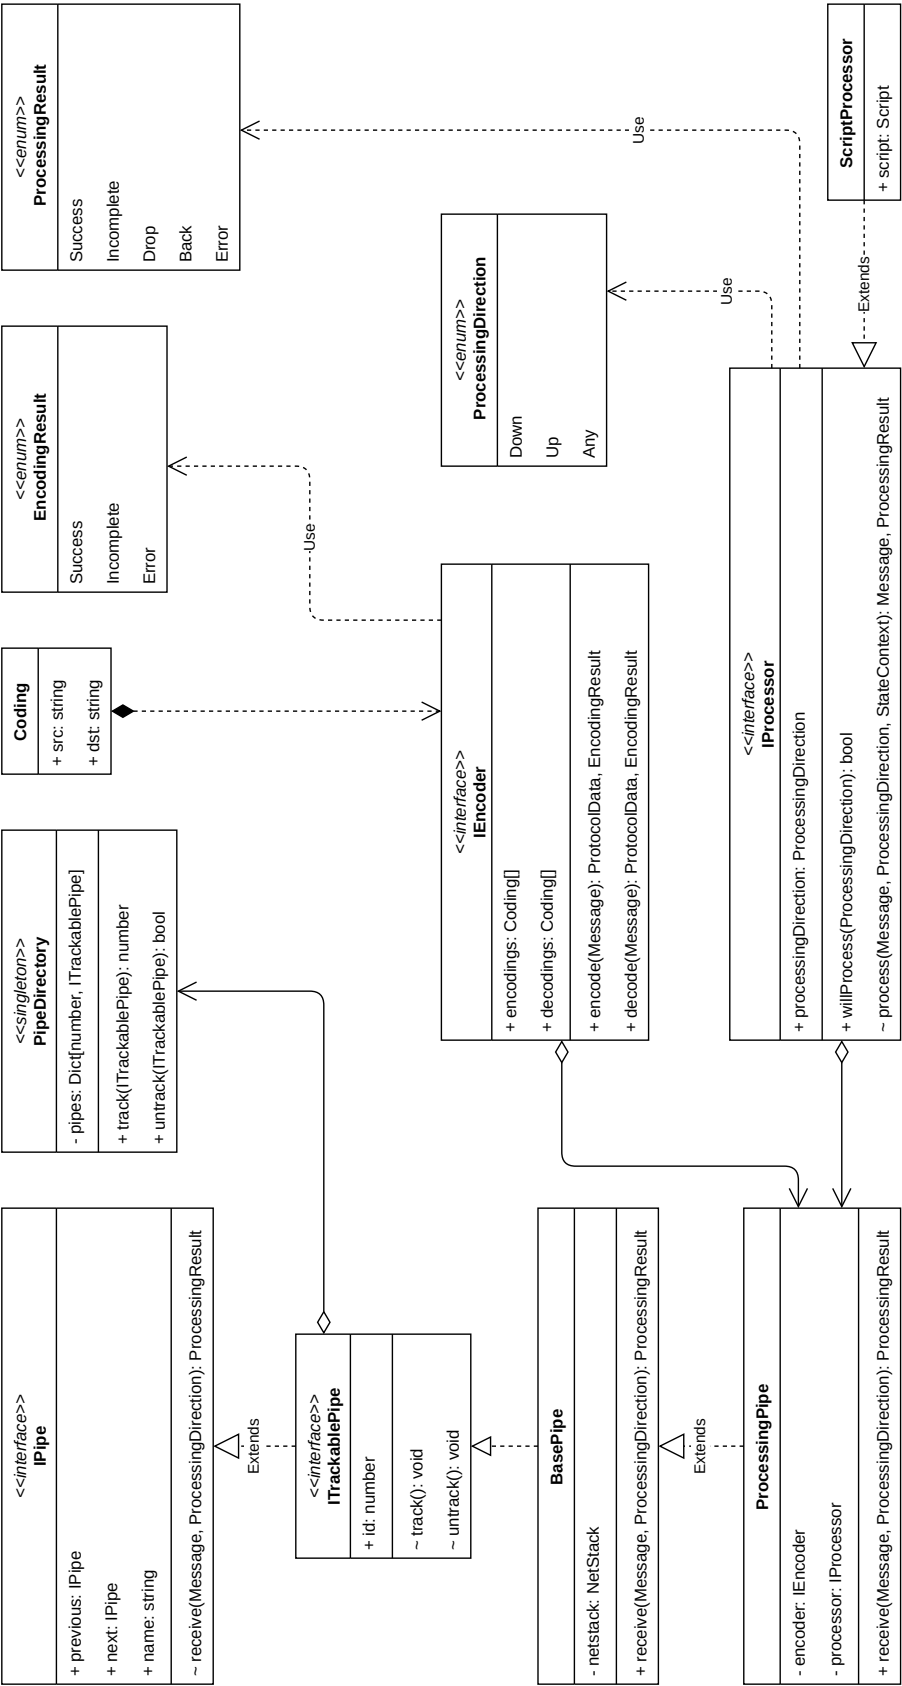 <<interface>>
IPipe
+ previous: IPipe
+ next: IPipe
+ name: string
~ receive(Message, ProcessingDirection): ProcessingResult
Extends
<<interface>>
ITrackablePipe
+ id: number
~ track(): void
~ untrack(): void
BasePipe
- netstack: NetStack
+ receive(Message, ProcessingDirection): ProcessingResult
Extends
ProcessingPipe
- encoder: IEncoder
- processor: IProcessor
+ receive(Message, ProcessingDirection): ProcessingResult
<<singleton>>
PipeDirectory
- pipes: Dict[number, ITrackablePipe]
+ track(ITrackablePipe): number
+ untrack(ITrackablePipe): bool
Coding
+ src: string
+ dst: string
<<interface>>
IEncoder
+ encodings: Coding[]
+ decodings: Coding[]
+ encode(Message): ProtocolData, EncodingResult
+ decode(Message): ProtocolData, EncodingResult
<<interface>>
IProcessor
+ processingDirection: ProcessingDirection
+ willProcess(ProcessingDirection): bool
~ process(Message, ProcessingDirection, StateContext): Message, ProcessingResult
<<enum>>
EncodingResult
Success
Incomplete
Error
Use
<<enum>>
ProcessingDirection
Down
Up
Any
Use
<<enum>>
ProcessingResult
Success
Incomplete
Drop
Back
Error
Use
Extends
ScriptProcessor
+ script: Script